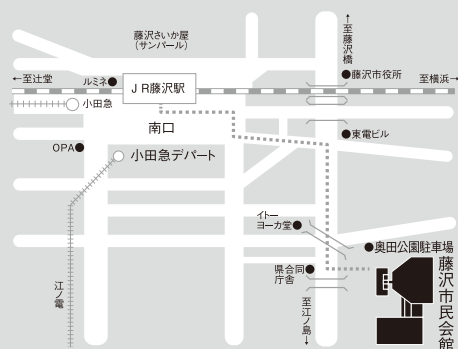 藤沢さいか屋
(サンパール)
↑至藤沢橋
←至辻堂
ルミネ
JR藤沢駅
藤沢市役所
至横浜→
小田急
南口
東電ビル
OPA
小田急デパート
イトー
ヨーカ堂
奥田公園駐車場
県合同
庁舎
江ノ電
至江ノ島↓
藤沢市民会館